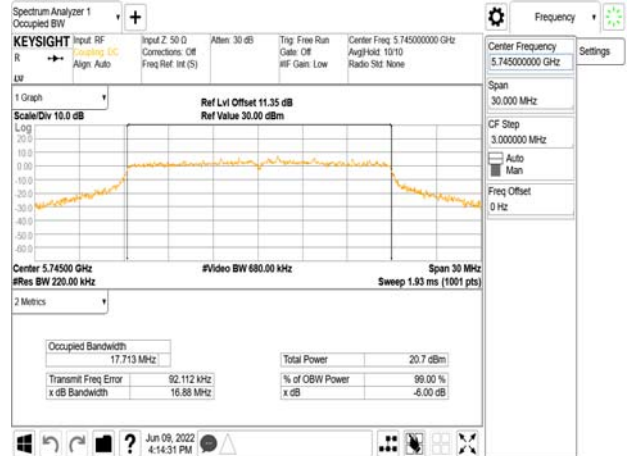 Spectrum Analyzer 1
Occupied BW
Frequency
KEYSIGHT
R
Input: RF
Coupling: DC
Align: Auto
Input Z: 50 Ω
Corrections: Off
Freq Ref: Int (S)
Atten: 30 dB
Trig: Free Run
Gate: Off
#IF Gain: Low
Center Freq: 5.745000000 GHz
Avg|Hold: 10/10
Radio Std: None
Center Frequency
5.745000000 GHz
Settings
Span
30.000 MHz
CF Step
3.000000 MHz
Auto
Man
Freq Offset
0 Hz
1 Graph
Scale/Div 10.0 dB
Ref Lvl Offset 11.35 dB
Ref Value 30.00 dBm
Log
20.0
10.0
0.00
-10.0
-20.0
-30.0
-40.0
-50.0
-60.0
Center 5.74500 GHz
#Res BW 220.00 kHz
#Video BW 680.00 kHz
Span 30 MHz
Sweep 1.93 ms (1001 pts)
2 Metrics
Occupied Bandwidth
17.713 MHz
Total Power 20.7 dBm
Transmit Freq Error 92.112 kHz
% of OBW Power 99.00 %
x dB Bandwidth 16.88 MHz
x dB -6.00 dB
?
Jun 09, 2022
4:14:31 PM